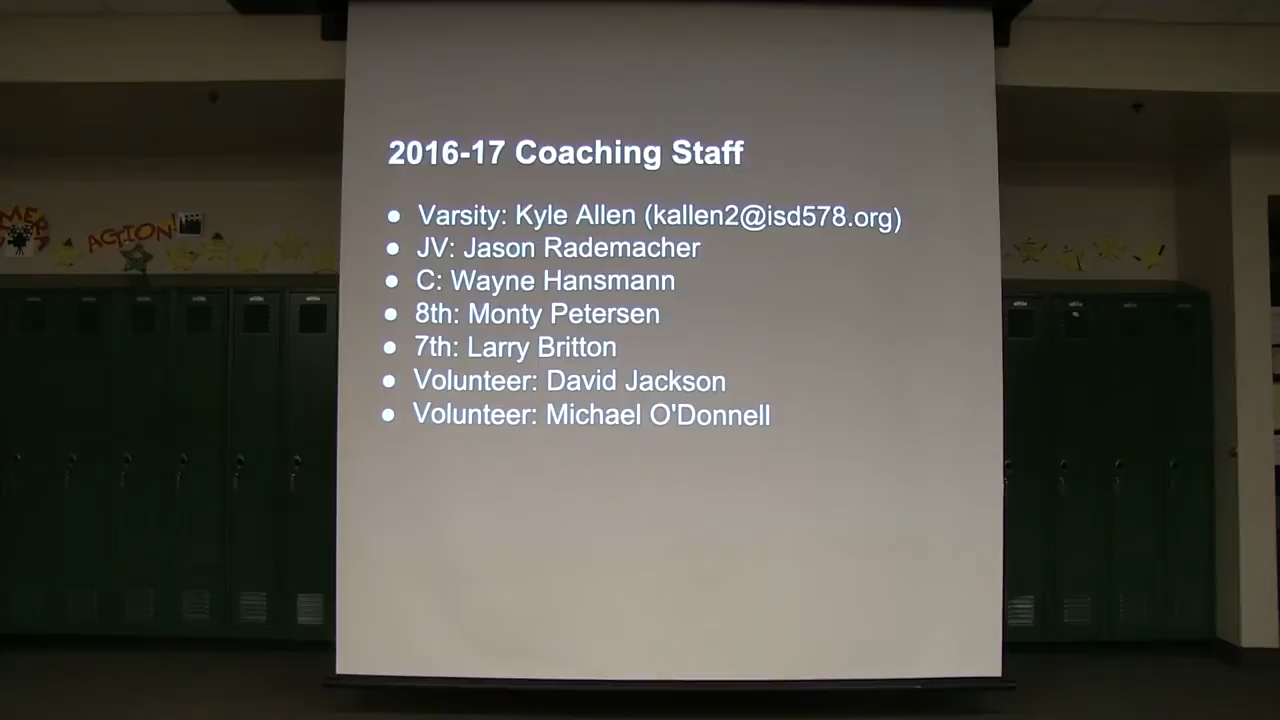 2016-17 Coaching Staff
● Varsity: Kyle Allen (kallen2@isd578.org)
● JV: Jason Rademacher
● C: Wayne Hansmann
● 8th: Monty Petersen
● 7th: Larry Britton
● Volunteer: David Jackson
● Volunteer: Michael O'Donnell
ACTION!